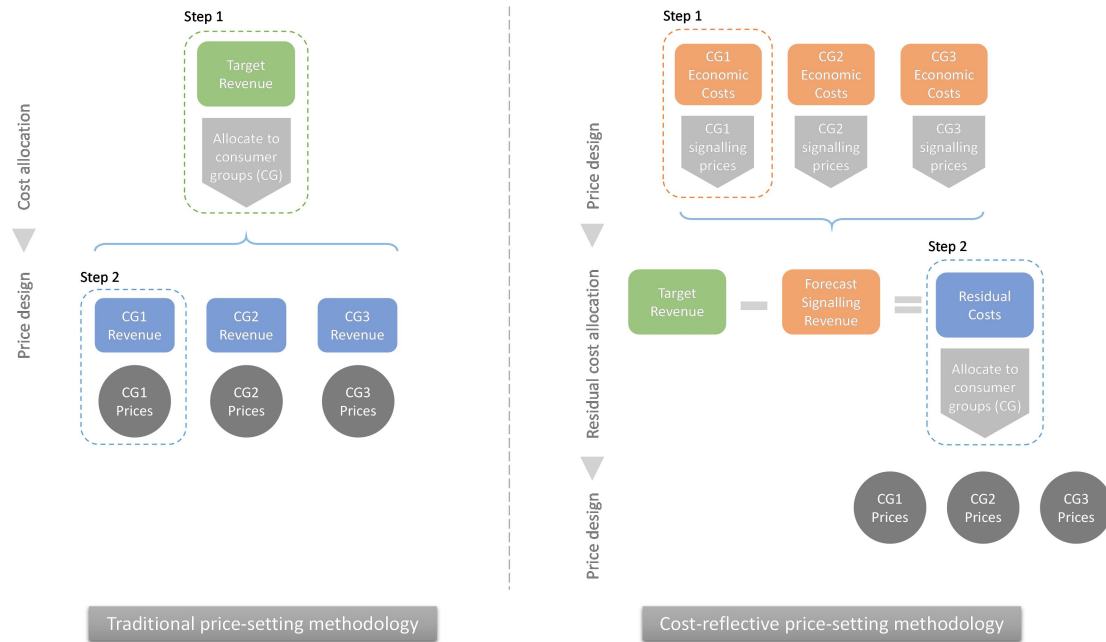 Step 1
Target
Revenue
Allocate to
consumer
groups (CG)
Cost allocation
Price design
Step 2
CG1
Revenue
CG2
Revenue
CG3
Revenue
CG1
Prices
CG2
Prices
CG3
Prices
Traditional price-setting methodology
Step 1
CG1
Economic
Costs
CG2
Economic
Costs
CG3
Economic
Costs
CG1
signalling
prices
CG2
signalling
prices
CG3
signalling
prices
Price design
Residual cost allocation
Price design
Step 2
Target
Revenue
Forecast
Signalling
Revenue
Residual
Costs
Allocate to
consumer
groups (CG)
CG1
Prices
CG2
Prices
CG3
Prices
Cost-reflective price-setting methodology